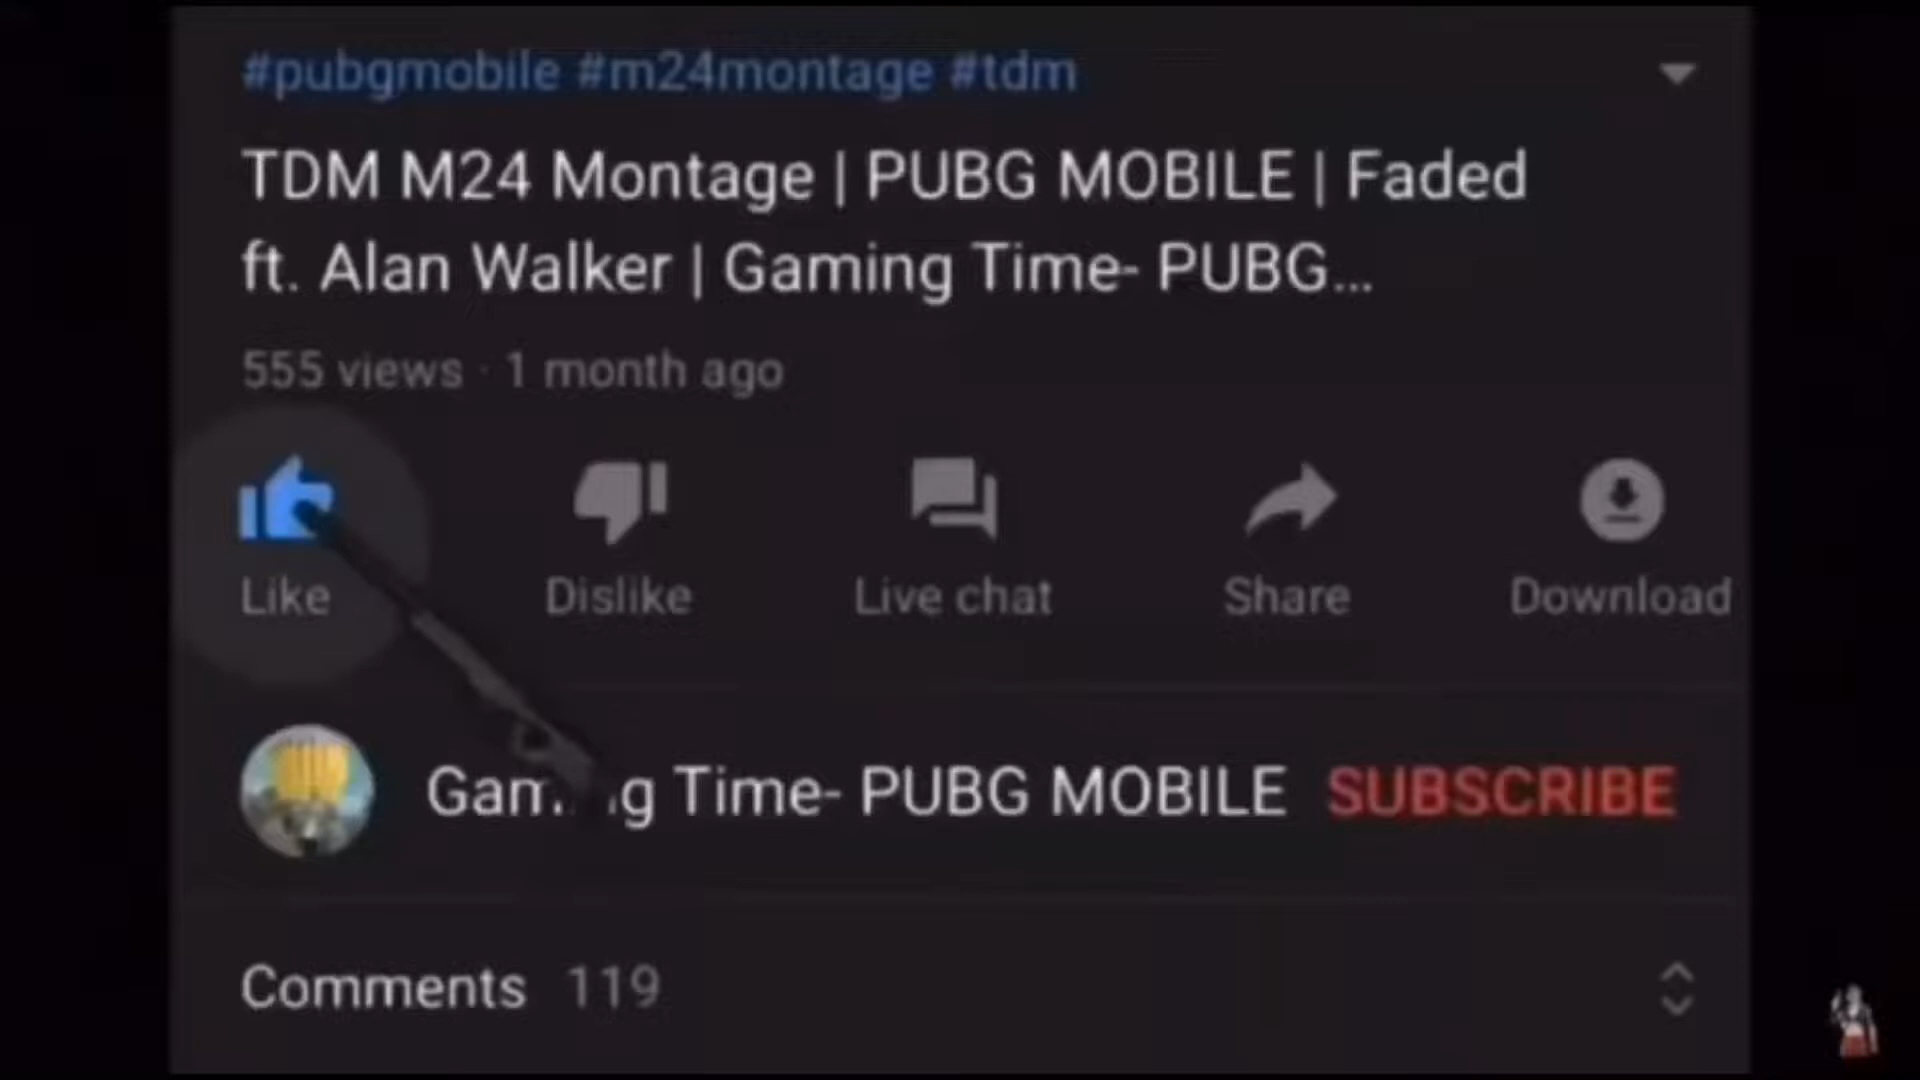 #pubgmobile #m24montage #tdm
TDM M24 Montage | PUBG MOBILE | Faded
ft. Alan Walker | Gaming Time- PUBG...
555 views · 1 month ago
Like Dislike Live chat Share Download
Gaming Time- PUBG MOBILE SUBSCRIBE
Comments 119